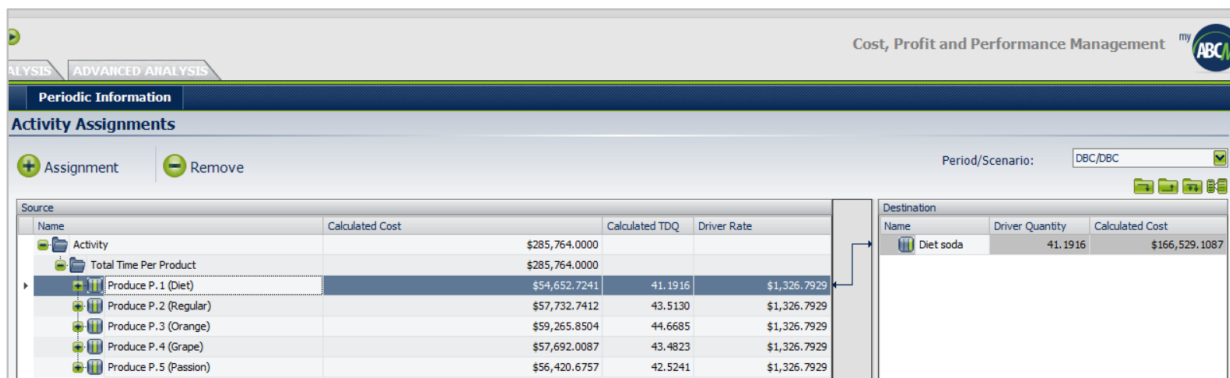 Cost, Profit and Performance Management
my ABC
ALYSIS ADVANCED ANALYSIS
Periodic Information
Activity Assignments
Assignment Remove Period/Scenario: DBC/DBC
Source Destination
Name Calculated Cost Calculated TDQ Driver Rate Name Driver Quantity Calculated Cost
Activity $285,764.0000 Diet soda 41.1916 $166,529.1087
Total Time Per Product $285,764.0000
Produce P.1 (Diet) $54,652.7241 41.1916 $1,326.7929
Produce P.2 (Regular) $57,732.7412 43.5130 $1,326.7929
Produce P.3 (Orange) $59,265.8504 44.6685 $1,326.7929
Produce P.4 (Grape) $57,692.0087 43.4823 $1,326.7929
Produce P.5 (Passion) $56,420.6757 42.5241 $1,326.7929